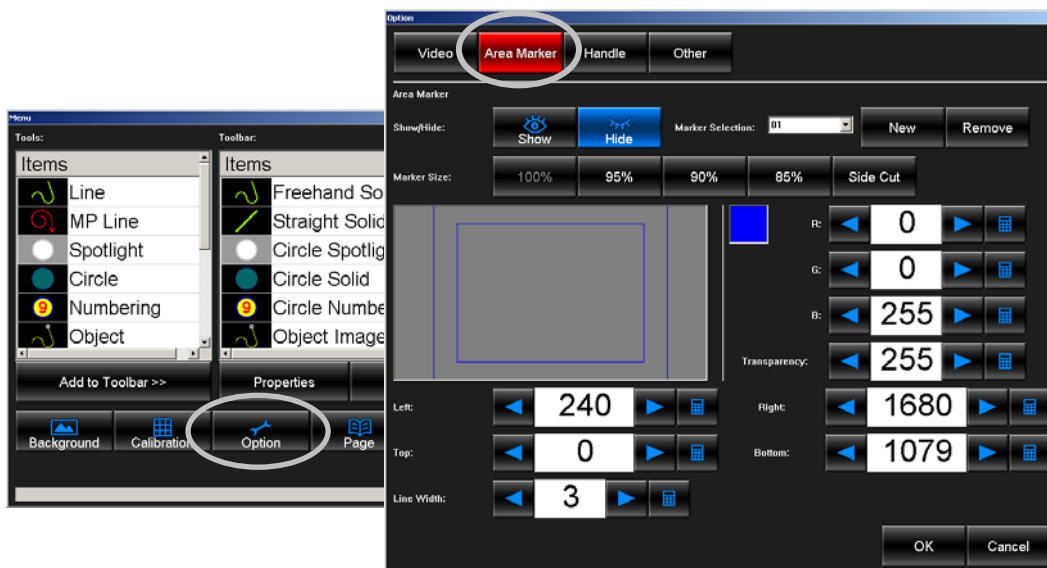 Menu
Tools:
Toolbar:
Items
Line
MP Line
Spotlight
Circle
9 Numbering
Object
Items
Freehand So
Straight Solid
Circle Spotlig
Circle Solid
9 Circle Numbe
Object Image
Add to Toolbar >>
Properties
Background
Calibration
Option
Page
Option
Video
Area Marker
Handle
Other
Area Marker
Show/Hide:
Show
Hide
Marker Selection:
01
New
Remove
Marker Size:
100%
95%
90%
85%
Side Cut
R:
0
G:
0
B:
255
Transparency:
255
Left:
240
Right:
1680
Top:
0
Bottom:
1079
Line Width:
3
OK
Cancel